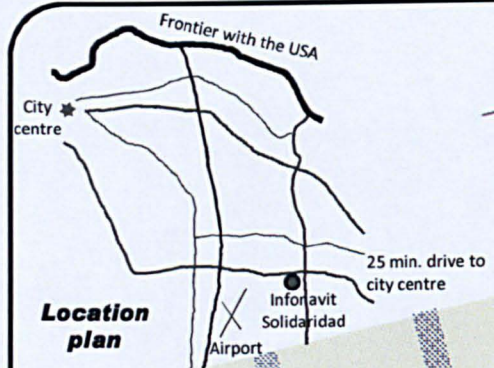 Frontier with the USA
City
centre
25 min. drive to
city centre
Infonavit
Solidaridad
Location
plan
Airport